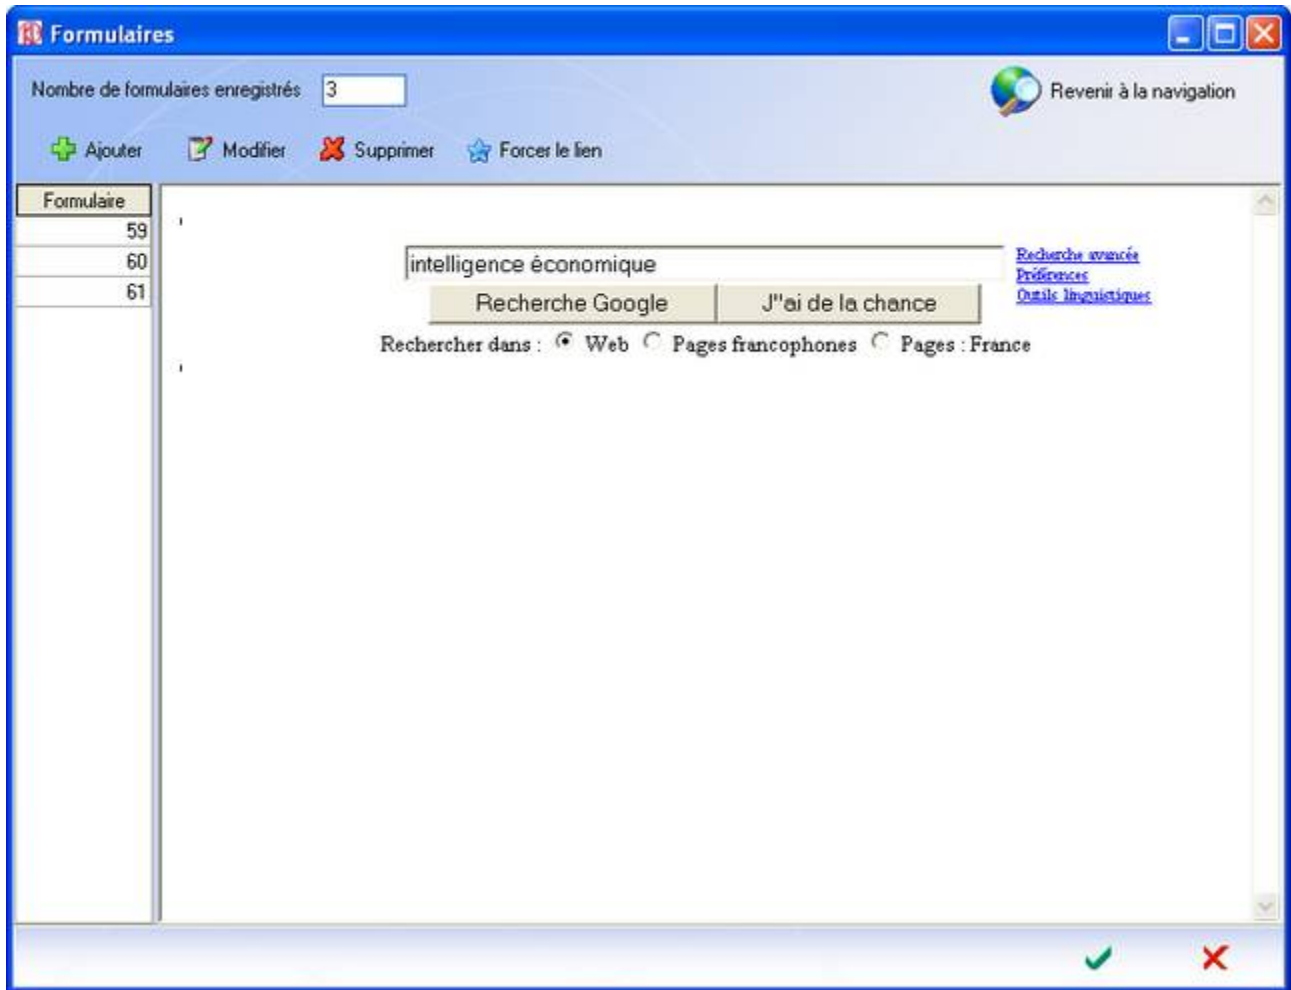 Formulaires
Nombre de formulaires enregistrés 3
Revenir à la navigation
Ajouter Modifier Supprimer Forcer le lien
Formulaire
59
60
61
intelligence économique
Recherche avancée
Préférences
Outils linguistiques
Recherche Google J''ai de la chance
Rechercher dans : Web Pages francophones Pages : France